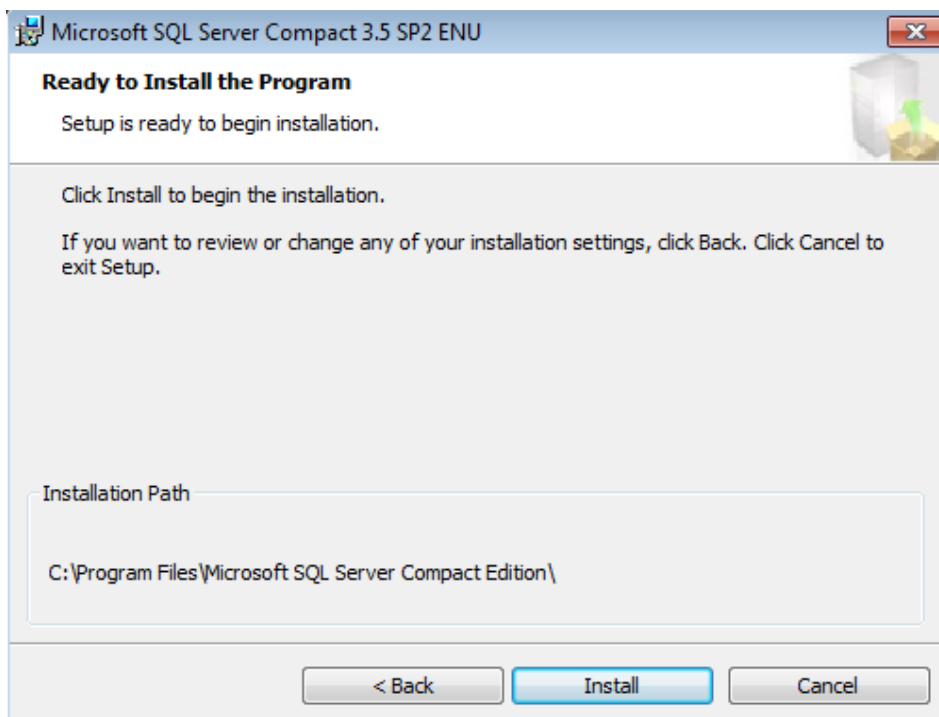 Microsoft SQL Server Compact 3.5 SP2 ENU
Ready to Install the Program
Setup is ready to begin installation.
Click Install to begin the installation.
If you want to review or change any of your installation settings, click Back. Click Cancel to
exit Setup.
Installation Path
C:\Program Files\Microsoft SQL Server Compact Edition\
< Back
Install
Cancel